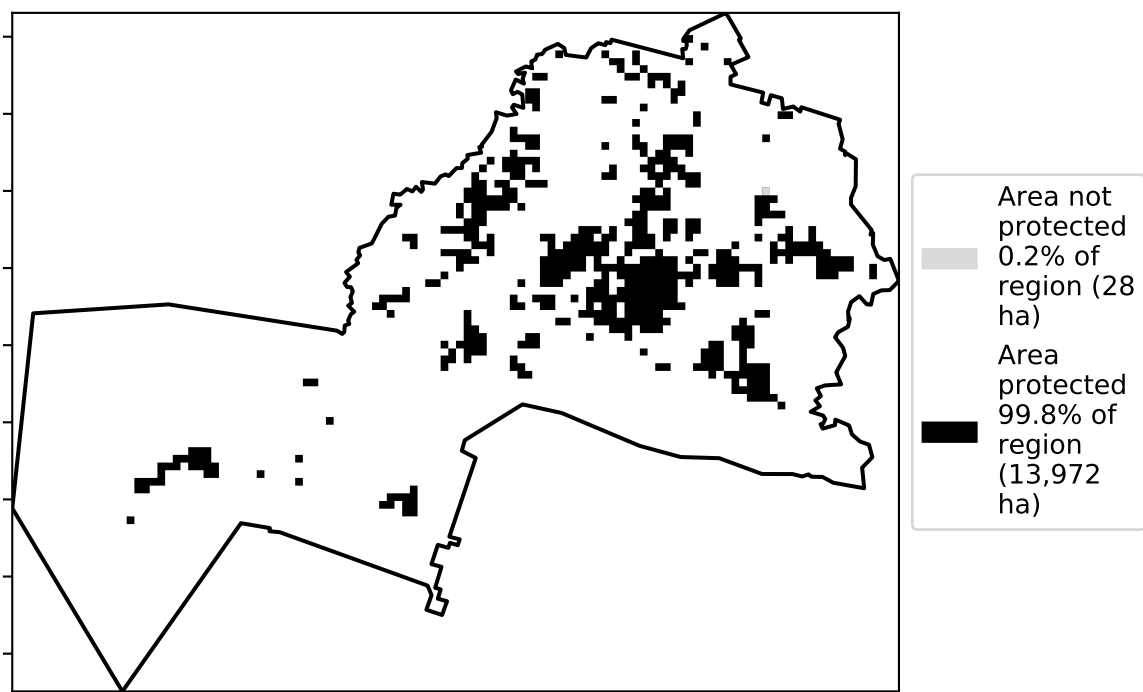 Area not
protected
0.2% of
region (28
ha)
Area
protected
99.8% of
region
(13,972
ha)